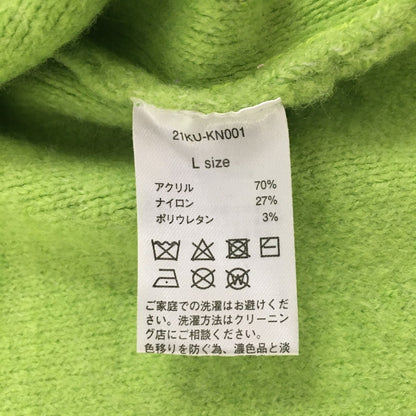 21KU-KN001
L size
アクリル 70%
ナイロン 27%
ポリウレタン 3%
ご家庭での洗濯はお避けくだ
さい。洗濯方法はクリーニン
グ店にご相談ください。
色移りを防ぐ為、濃色品と淡